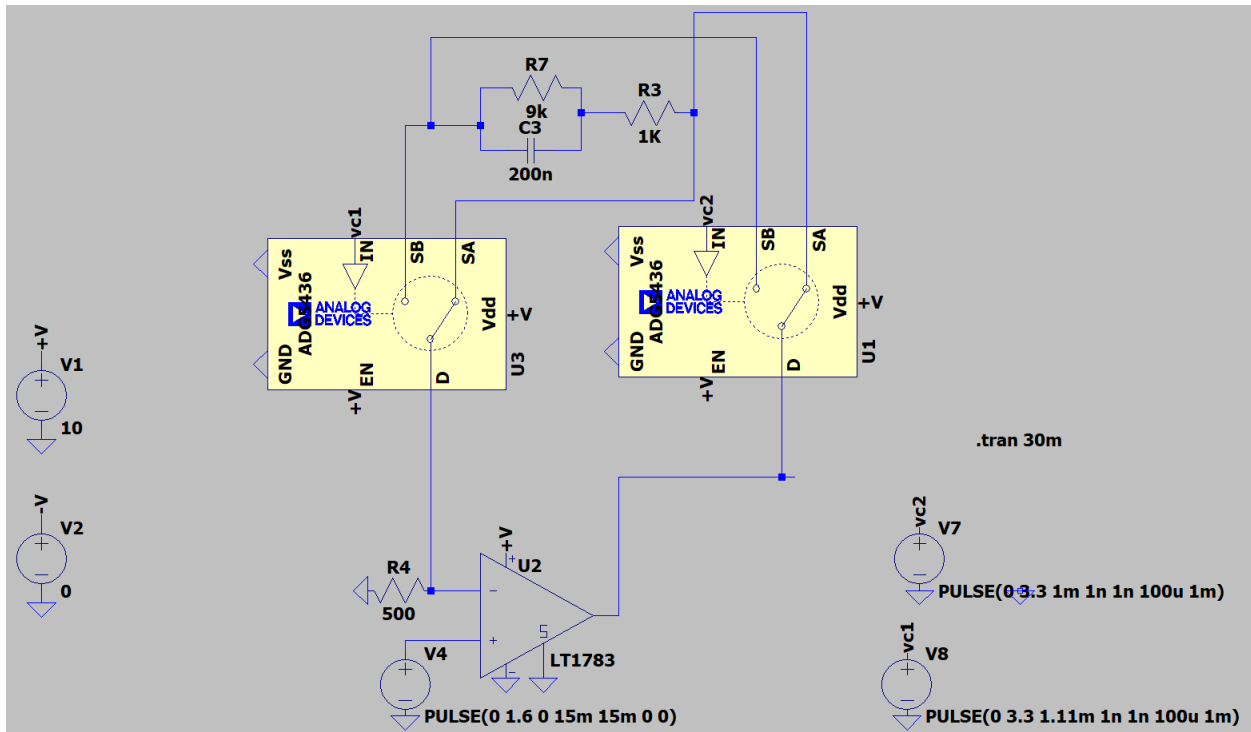 R7
9k
C3
200n
R3
1K
vc1
IN
SB
SA
Vss
ADG5436
ANALOG
DEVICES
Vdd
+V
GND
EN
+V
D
U3
vc2
IN
SB
SA
Vss
ADG5436
ANALOG
DEVICES
Vdd
+V
GND
EN
+V
D
U1
+V
V1
10
-V
V2
0
.tran 30m
R4
500
+V
U2
LT1783
V4
PULSE(0 1.6 0 15m 15m 0 0)
vc2
V7
PULSE(0 3.3 1m 1n 1n 100u 1m)
vc1
V8
PULSE(0 3.3 1.11m 1n 1n 100u 1m)